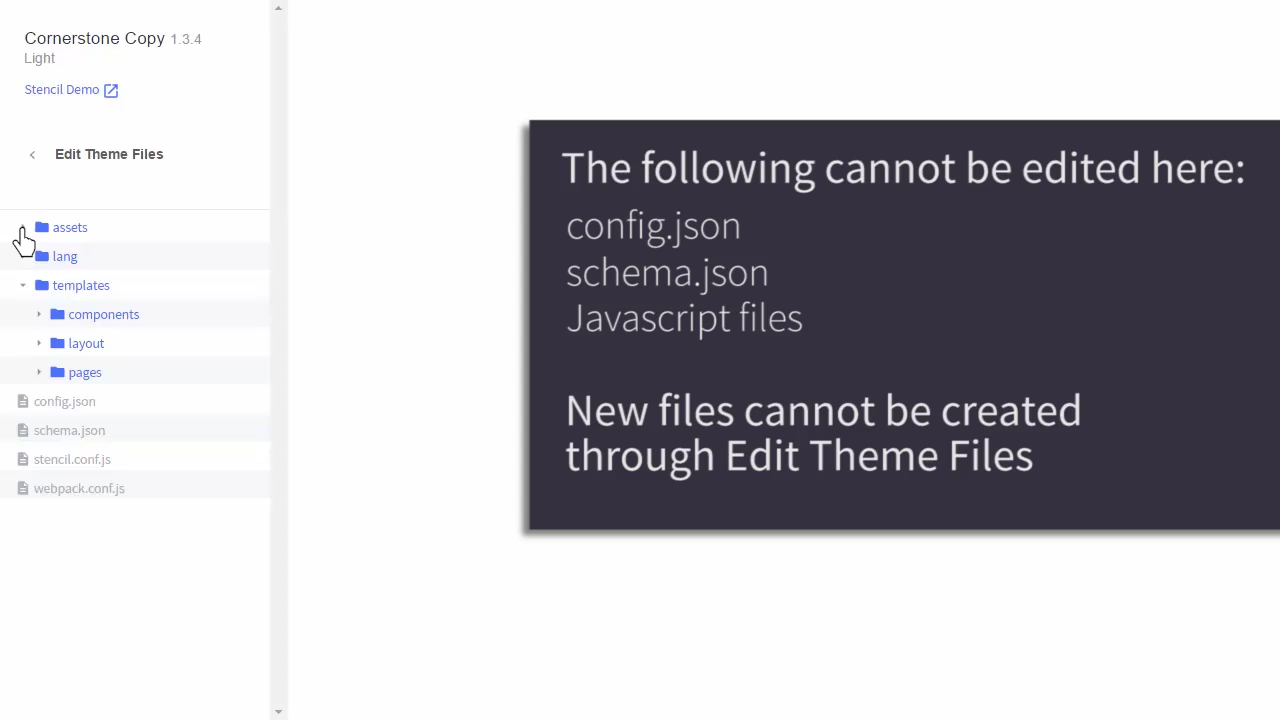 Cornerstone Copy 1.3.4
Light
Stencil Demo
Edit Theme Files
assets
lang
templates
components
layout
pages
config.json
schema.json
stencil.conf.js
webpack.conf.js
The following cannot be edited here:
config.json
schema.json
Javascript files
New files cannot be created
through Edit Theme Files